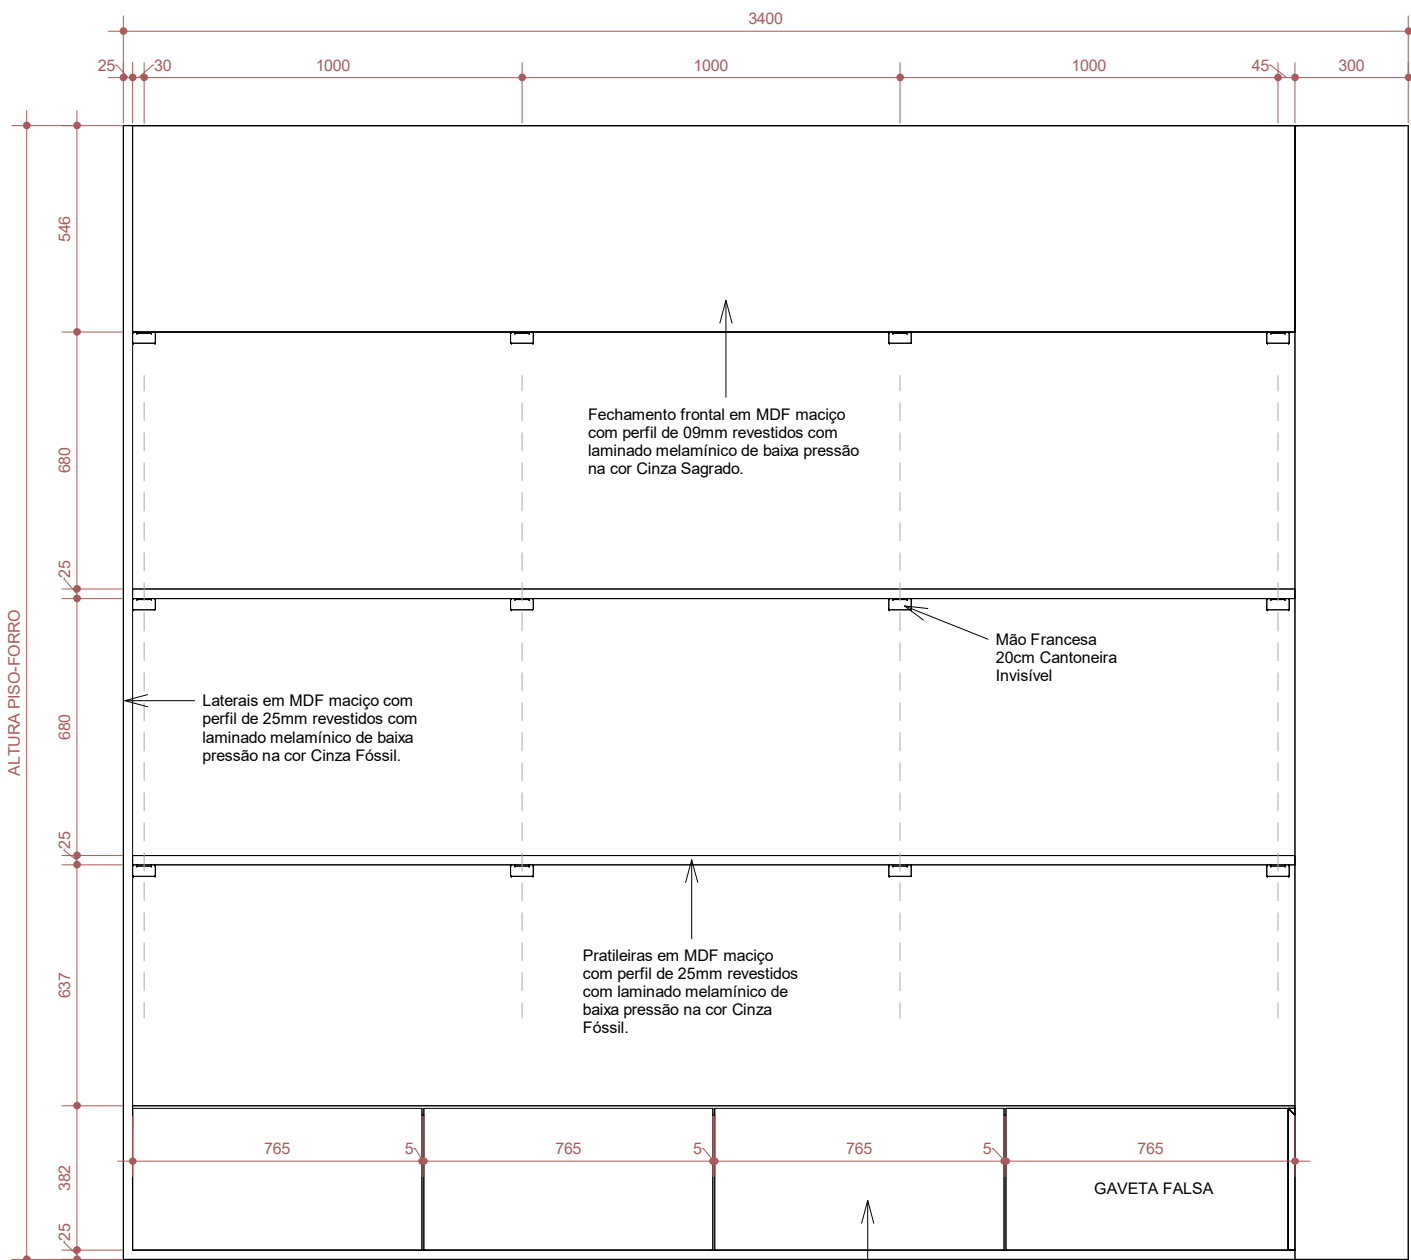 3400
25
30
1000
1000
1000
45
300
546
680
25
680
25
637
382
25
ALTURA PISO-FORRO
Fechamento frontal em MDF maciço
com perfil de 09mm revestidos com
laminado melamínico de baixa pressão
na cor Cinza Sagrado.
Mão Francesa
20cm Cantoneira
Invisível
Laterais em MDF maciço com
perfil de 25mm revestidos com
laminado melamínico de baixa
pressão na cor Cinza Fóssil.
Pratileiras em MDF maciço
com perfil de 25mm revestidos
com laminado melamínico de
baixa pressão na cor Cinza
Fóssil.
765
5
765
5
765
5
765
GAVETA FALSA